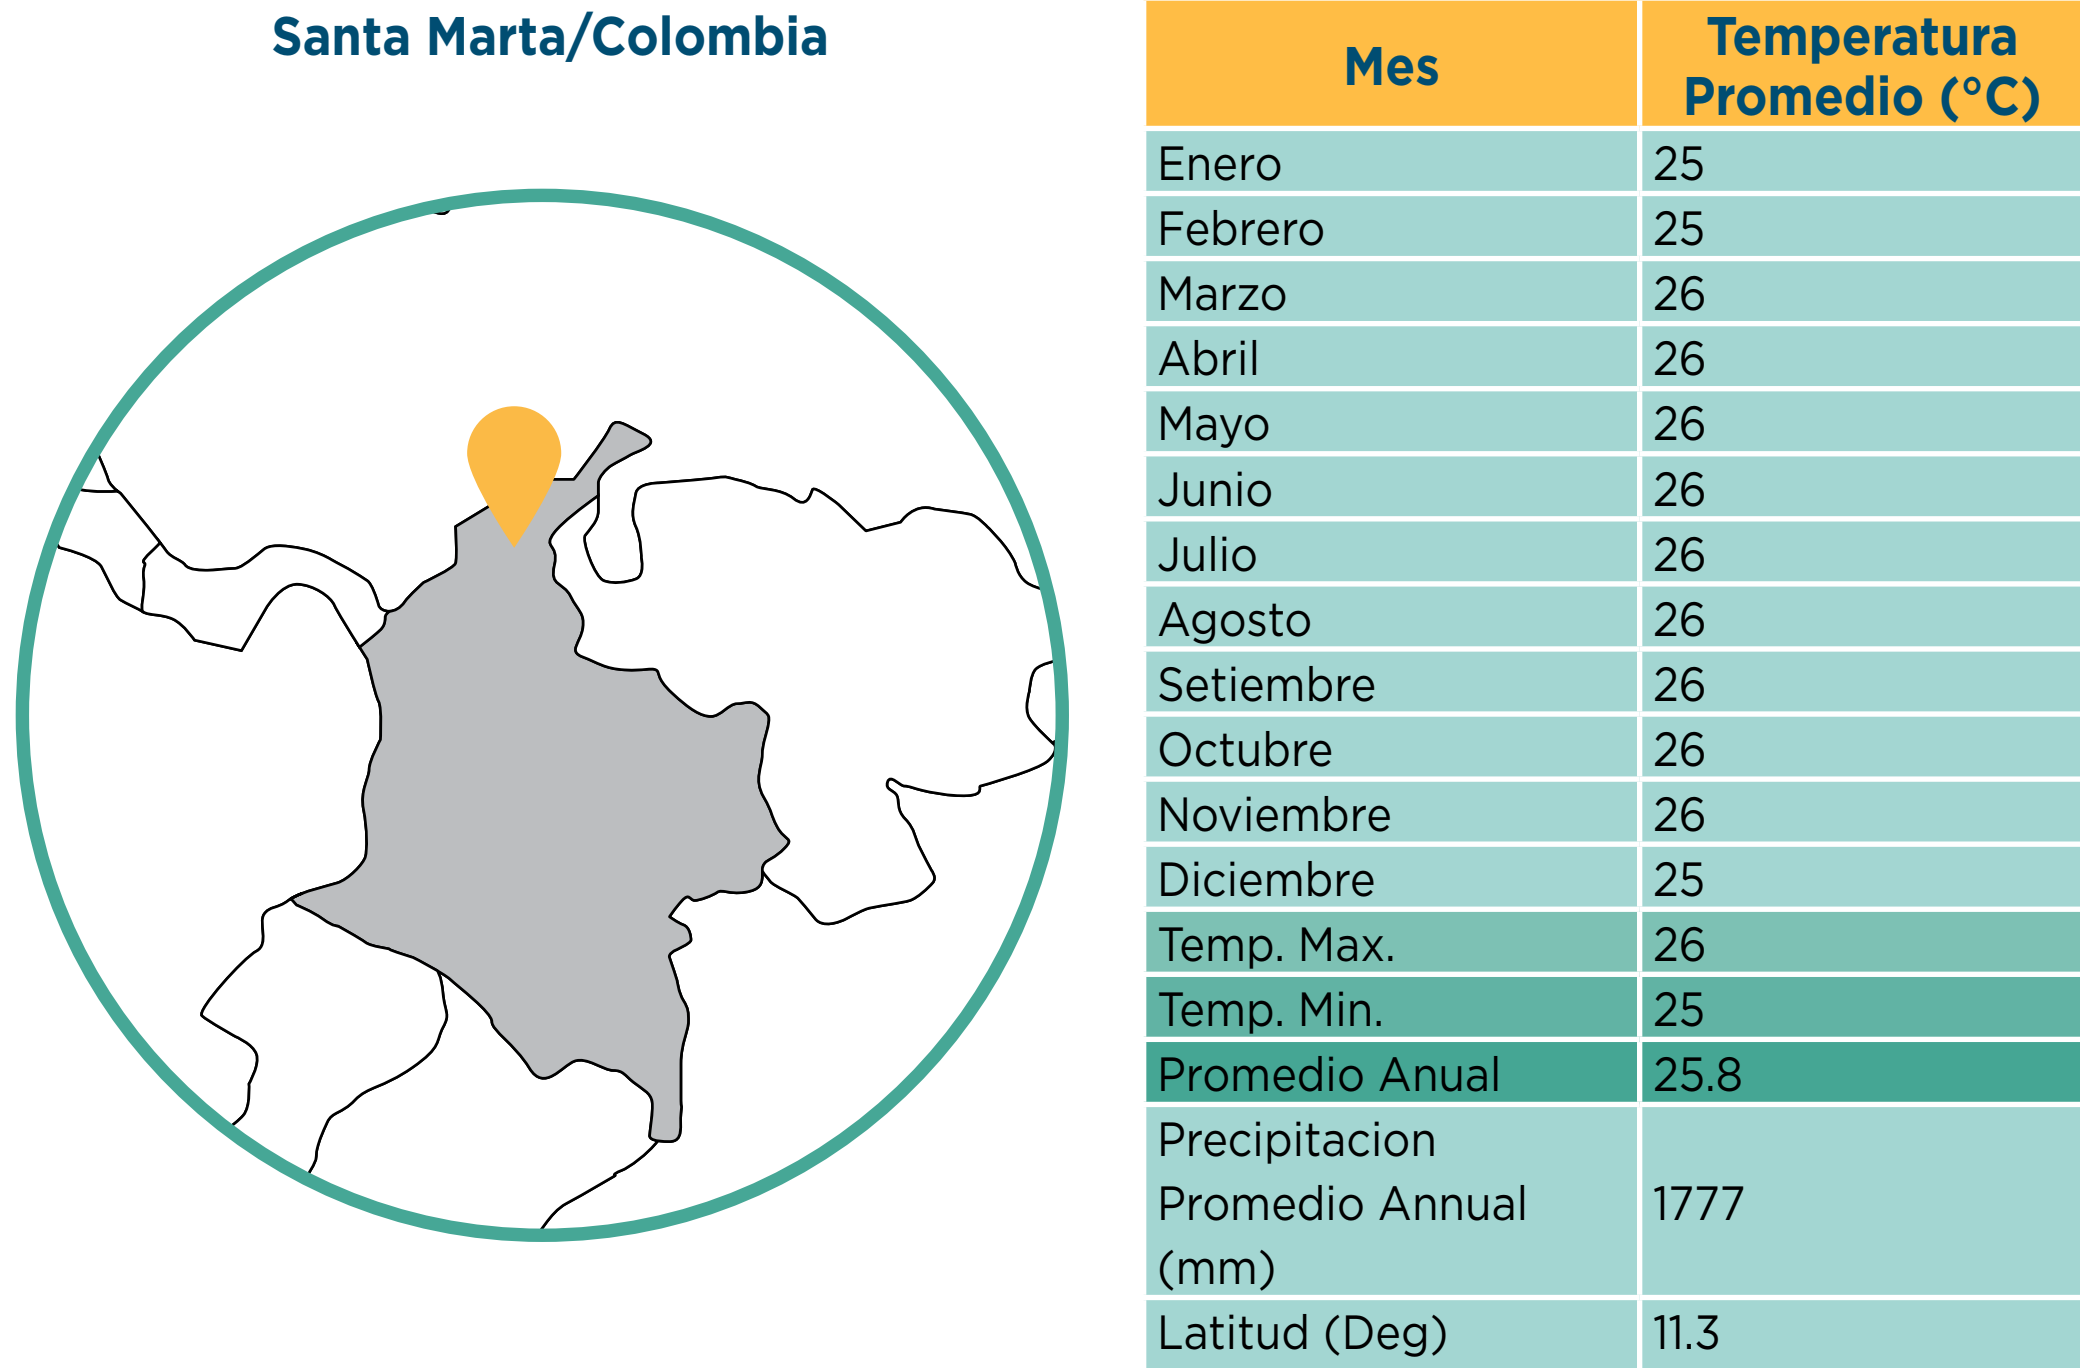 Santa Marta/Colombia
Mes
Temperatura
Promedio (°C)
Enero 25
Febrero 25
Marzo 26
Abril 26
Mayo 26
Junio 26
Julio 26
Agosto 26
Setiembre 26
Octubre 26
Noviembre 26
Diciembre 25
Temp. Max. 26
Temp. Min. 25
Promedio Anual 25.8
Precipitacion
Promedio Annual
(mm)
1777
Latitud (Deg) 11.3